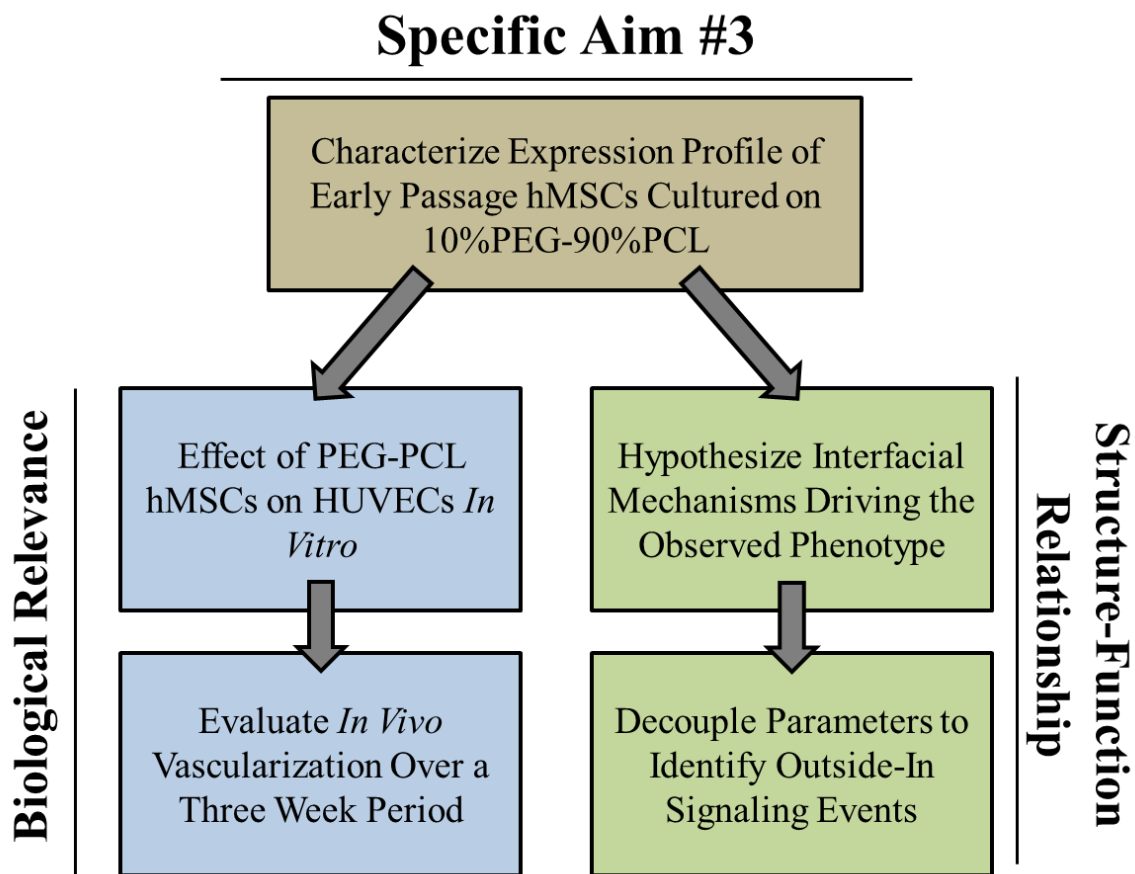 Specific Aim #3
Characterize Expression Profile of
Early Passage hMSCs Cultured on
10%PEG-90%PCL
Biological Relevance
Effect of PEG-PCL
hMSCs on HUVECs In
Vitro
Evaluate In Vivo
Vascularization Over a
Three Week Period
Hypothesize Interfacial
Mechanisms Driving the
Observed Phenotype
Decouple Parameters to
Identify Outside-In
Signaling Events
Structure-Function
Relationship